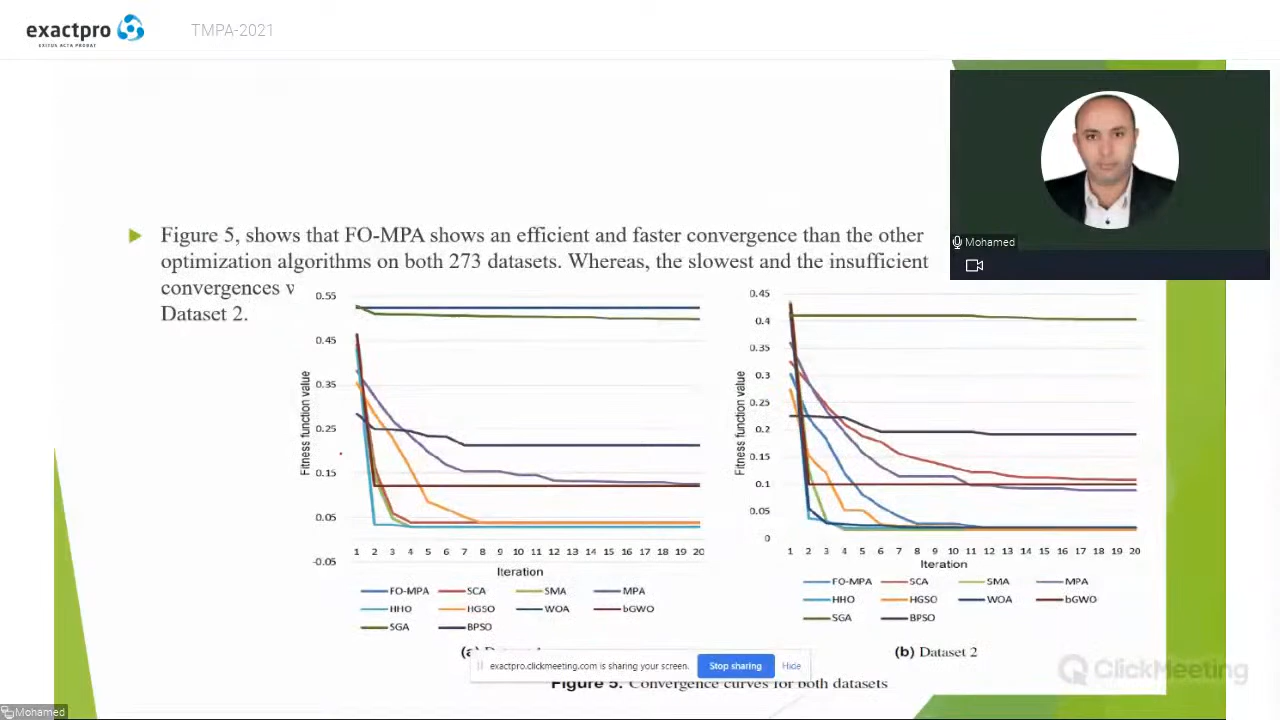 exactpro
EXITUS ACTA PROBAT
TMPA-2021
Mohamed
Figure 5, shows that FO-MPA shows an efficient and faster convergence than the other
optimization algorithms on both 273 datasets. Whereas, the slowest and the insufficient
convergences
Dataset 2.
Fitness function value
0.55
0.45
0.35
0.25
0.15
0.05
-0.05
1 2 3 4 5 6 7 8 9 10 11 12 13 14 15 16 17 18 19 20
Iteration
FO-MPA SCA SMA MPA
HHO HGSO WOA bGWO
SGA BPSO
(a)
Fitness function value
0.45
0.4
0.35
0.3
0.25
0.2
0.15
0.1
0.05
0
1 2 3 4 5 6 7 8 9 10 11 12 13 14 15 16 17 18 19 20
Iteration
FO-MPA SCA SMA MPA
HHO HGSO WOA bGWO
SGA BPSO
(b) Dataset 2
exactpro.clickmeeting.com is sharing your screen. Stop sharing Hide
Figure 5. Convergence curves for both datasets
ClickMeeting
Mohamed